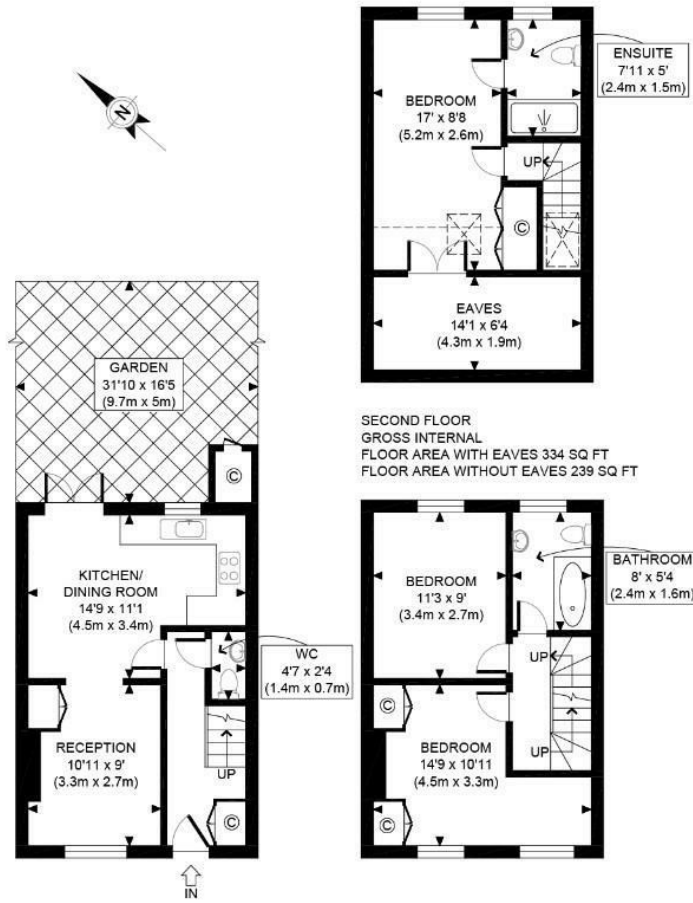 N
ENSUITE
7'11 x 5'
(2.4m x 1.5m)
BEDROOM
17' x 8'8
(5.2m x 2.6m)
UP
C
EAVES
14'1 x 6'4
(4.3m x 1.9m)
SECOND FLOOR
GROSS INTERNAL
FLOOR AREA WITH EAVES 334 SQ FT
FLOOR AREA WITHOUT EAVES 239 SQ FT
GARDEN
31'10 x 16'5
(9.7m x 5m)
C
KITCHEN/
DINING ROOM
14'9 x 11'1
(4.5m x 3.4m)
WC
4'7 x 2'4
(1.4m x 0.7m)
RECEPTION
10'11 x 9'
(3.3m x 2.7m)
UP
C
IN
BEDROOM
11'3 x 9'
(3.4m x 2.7m)
BATHROOM
8' x 5'4
(2.4m x 1.6m)
UP
UP
C
BEDROOM
14'9 x 10'11
(4.5m x 3.3m)
C